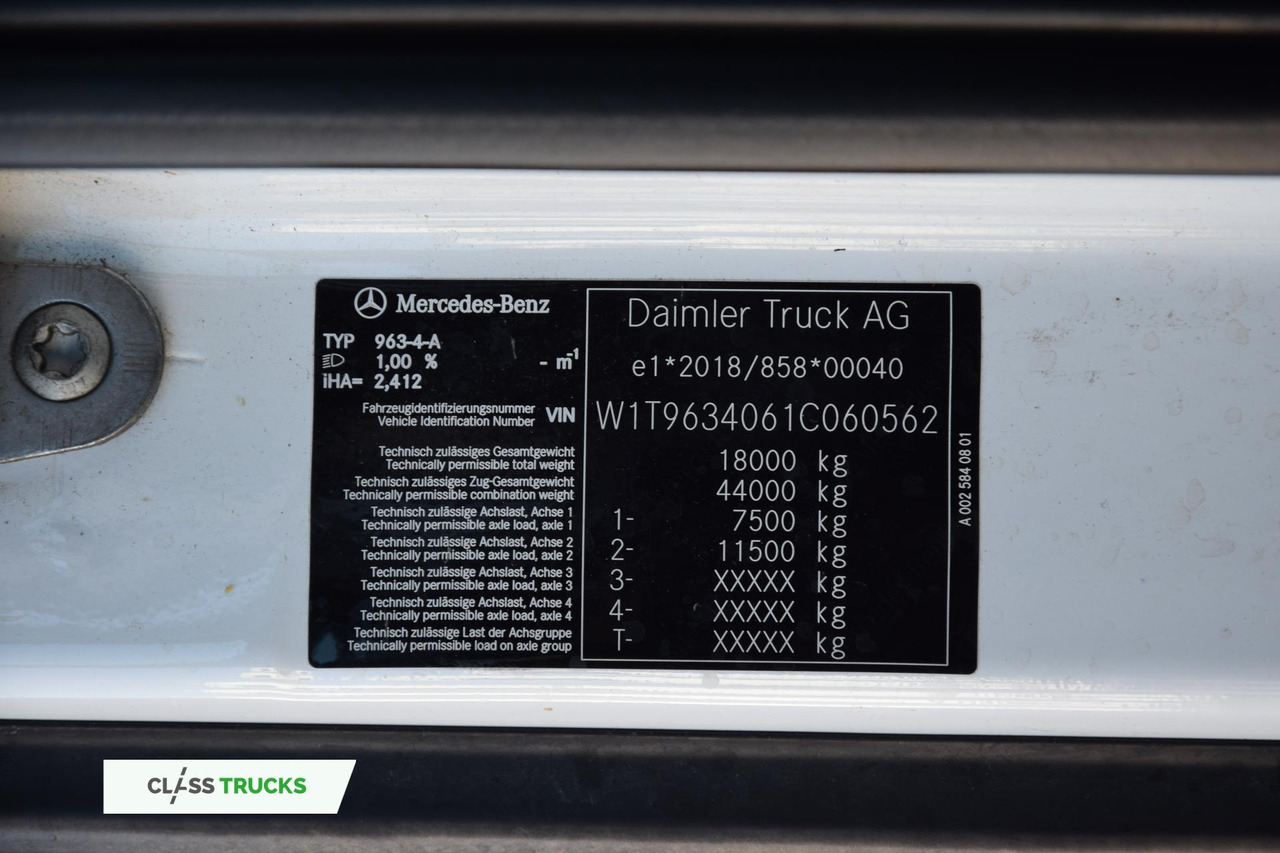 Mercedes-Benz
TYP 963-4-A
1,00 % - m⁻¹
iHA= 2,412
Fahrzeugidentifizierungsnummer
Vehicle Identification Number VIN
Technisch zulässiges Gesamtgewicht
Technically permissible total weight
Technisch zulässiges Zug-Gesamtgewicht
Technically permissible combination weight
Technisch zulässige Achslast, Achse 1
Technically permissible axle load, axle 1
Technisch zulässige Achslast, Achse 2
Technically permissible axle load, axle 2
Technisch zulässige Achslast, Achse 3
Technically permissible axle load, axle 3
Technisch zulässige Achslast, Achse 4
Technically permissible axle load, axle 4
Technisch zulässige Last der Achsgruppe
Technically permissible load on axle group
Daimler Truck AG
e1*2018/858*00040
W1T9634061C060562
18000 kg
44000 kg
1- 7500 kg
2- 11500 kg
3- XXXXX kg
4- XXXXX kg
T- XXXXX kg
A 002 584 08 01
CLASS TRUCKS